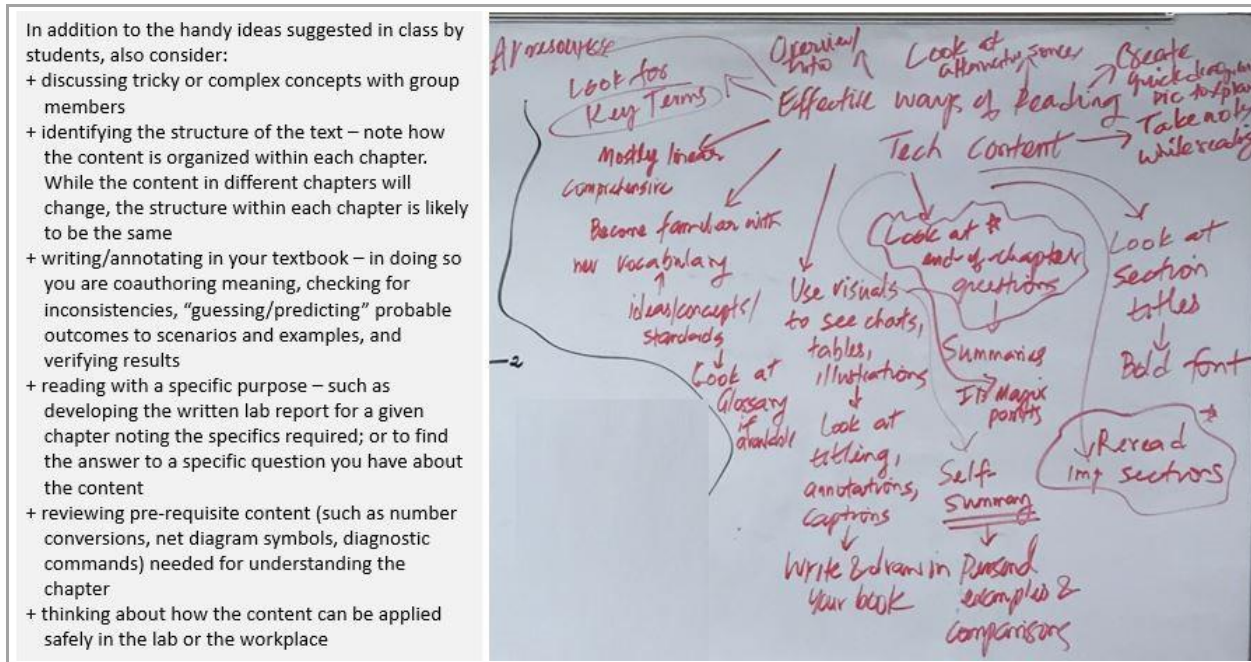 In addition to the handy ideas suggested in class by
students, also consider:
+ discussing tricky or complex concepts with group
members
+ identifying the structure of the text – note how
the content is organized within each chapter.
While the content in different chapters will
change, the structure within each chapter is likely
to be the same
+ writing/annotating in your textbook – in doing so
you are coauthoring meaning, checking for
inconsistencies, “guessing/predicting” probable
outcomes to scenarios and examples, and
verifying results
+ reading with a specific purpose – such as
developing the written lab report for a given
chapter noting the specifics required; or to find
the answer to a specific question you have about
the content
+ reviewing pre-requisite content (such as number
conversions, net diagram symbols, diagnostic
commands) needed for understanding the
chapter
+ thinking about how the content can be applied
safely in the lab or the workplace
Overview/
Intro
Look at
alternative
Create
quick
Look for
Key Terms
Effective ways of Reading
Tech Content
Take notes
while reading
Mostly linear
comprehensive
Become familiar with
new vocabulary
ideas/concepts/
standards
Look at
Glossary
if
available
Use visuals
to see charts,
tables,
illustrations
Look at
titling,
annotations,
captions
Write & draw in
your book
Look at *
end-of-chapter
questions
Summaries
points
Self-
Summary
Personal
examples &
comparisons
Look at
section
titles
Bold font
*
Reread
imp sections
2